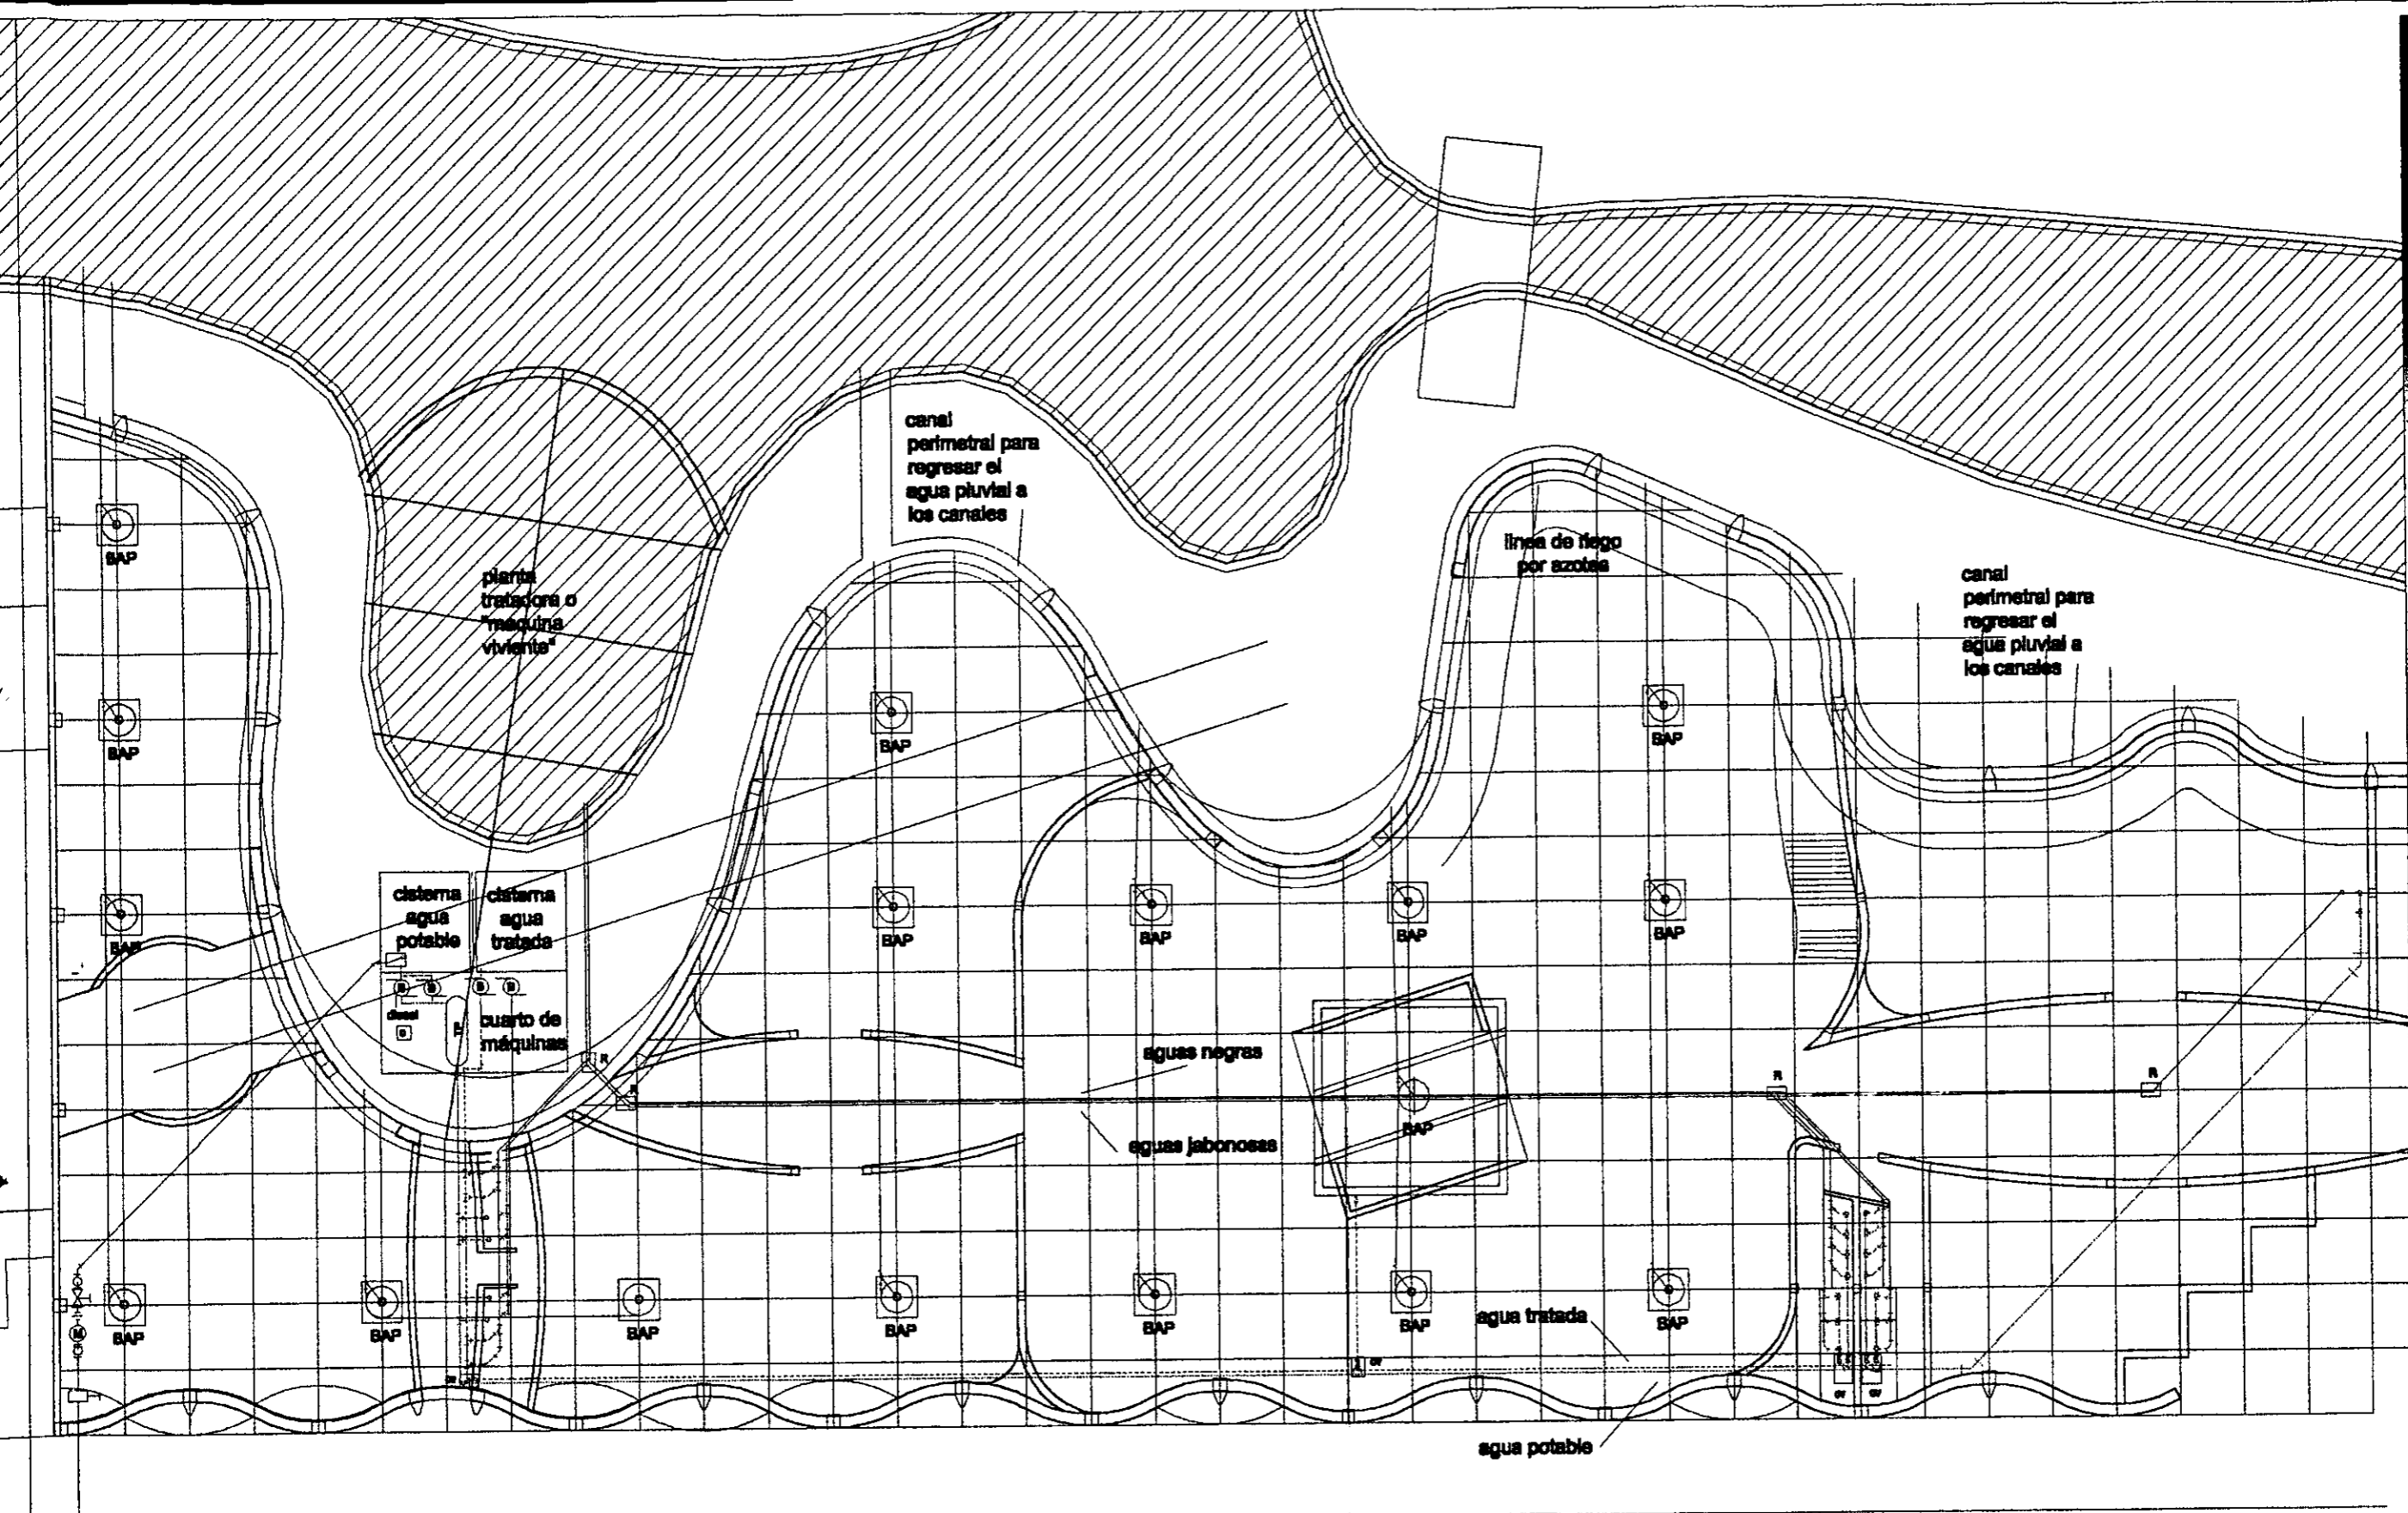 canal
perimetral para
regresar el
agua pluvial a
los canales
linea de riego
por azotea
canal
perimetral para
regresar el
agua pluvial a
los canales
planta
tratadora o
"maquina
viviente"
BAP
BAP
BAP
BAP
BAP
BAP
BAP
BAP
BAP
BAP
cisterna
agua
potable
cisterna
agua
tratada
B
B
B
B
diesel
cuarto de
máquinas
R
R
R
R
aguas negras
aguas jabonosas
BAP
BAP
BAP
BAP
BAP
BAP
BAP
BAP
M
agua tratada
agua potable